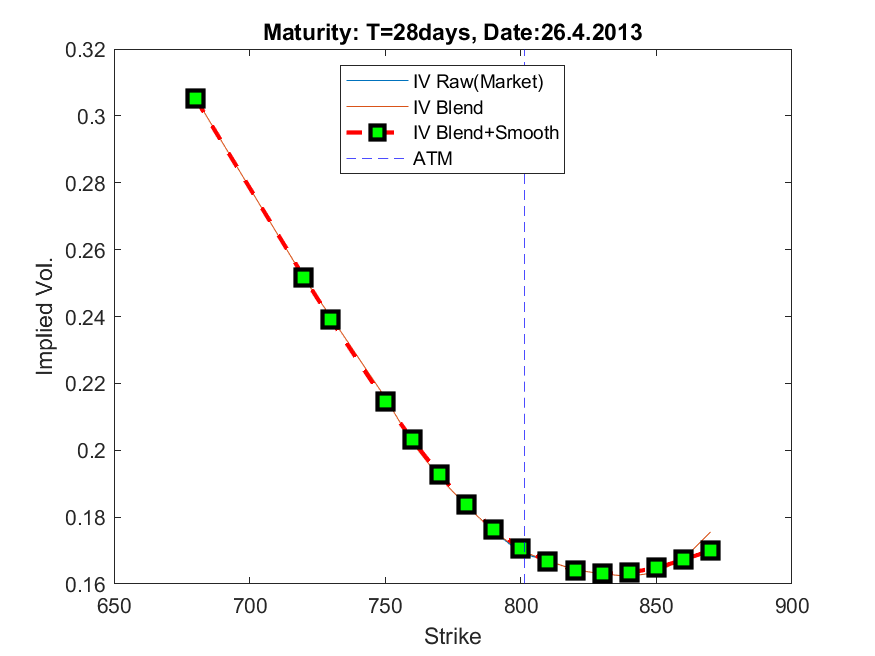 Maturity: T=28days, Date:26.4.2013
0.32
0.3
0.28
0.26
0.24
0.22
0.2
0.18
0.16
Implied Vol.
IV Raw(Market)
IV Blend
IV Blend+Smooth
ATM
650 700 750 800 850 900
Strike